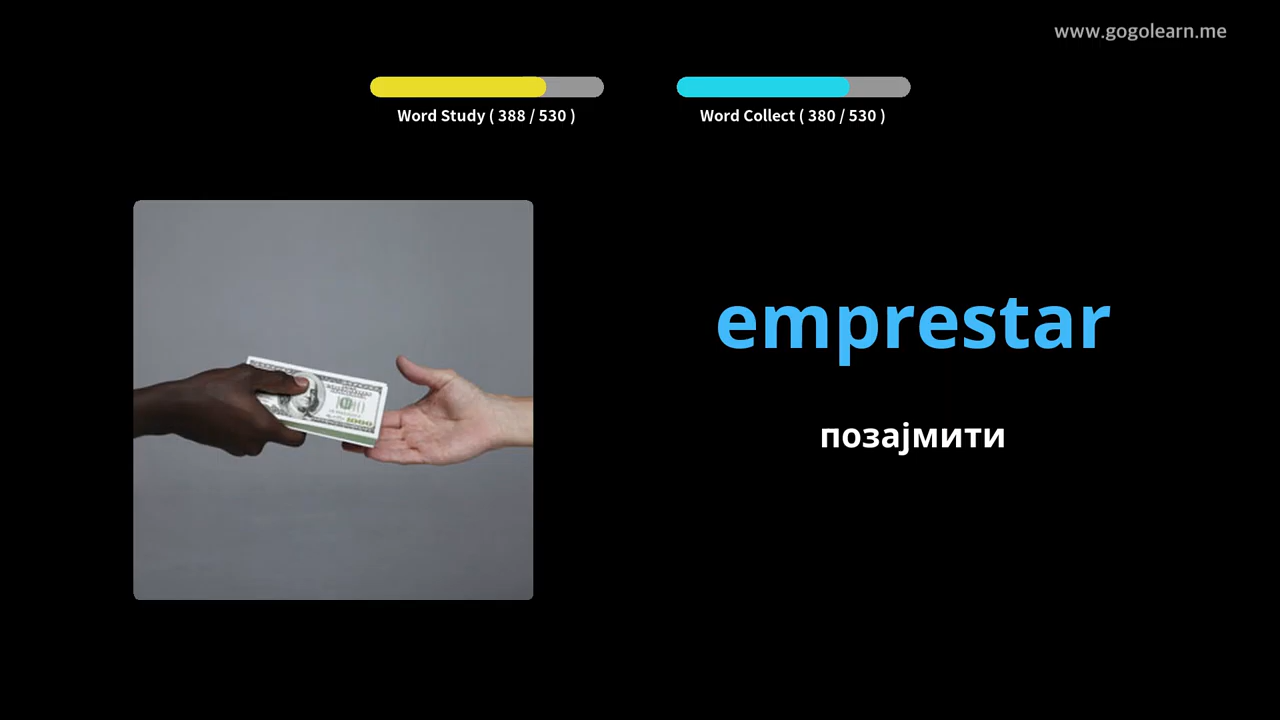 www.gogolearn.me
Word Study ( 388 / 530 )
Word Collect ( 380 / 530 )
emprestar
позајмити